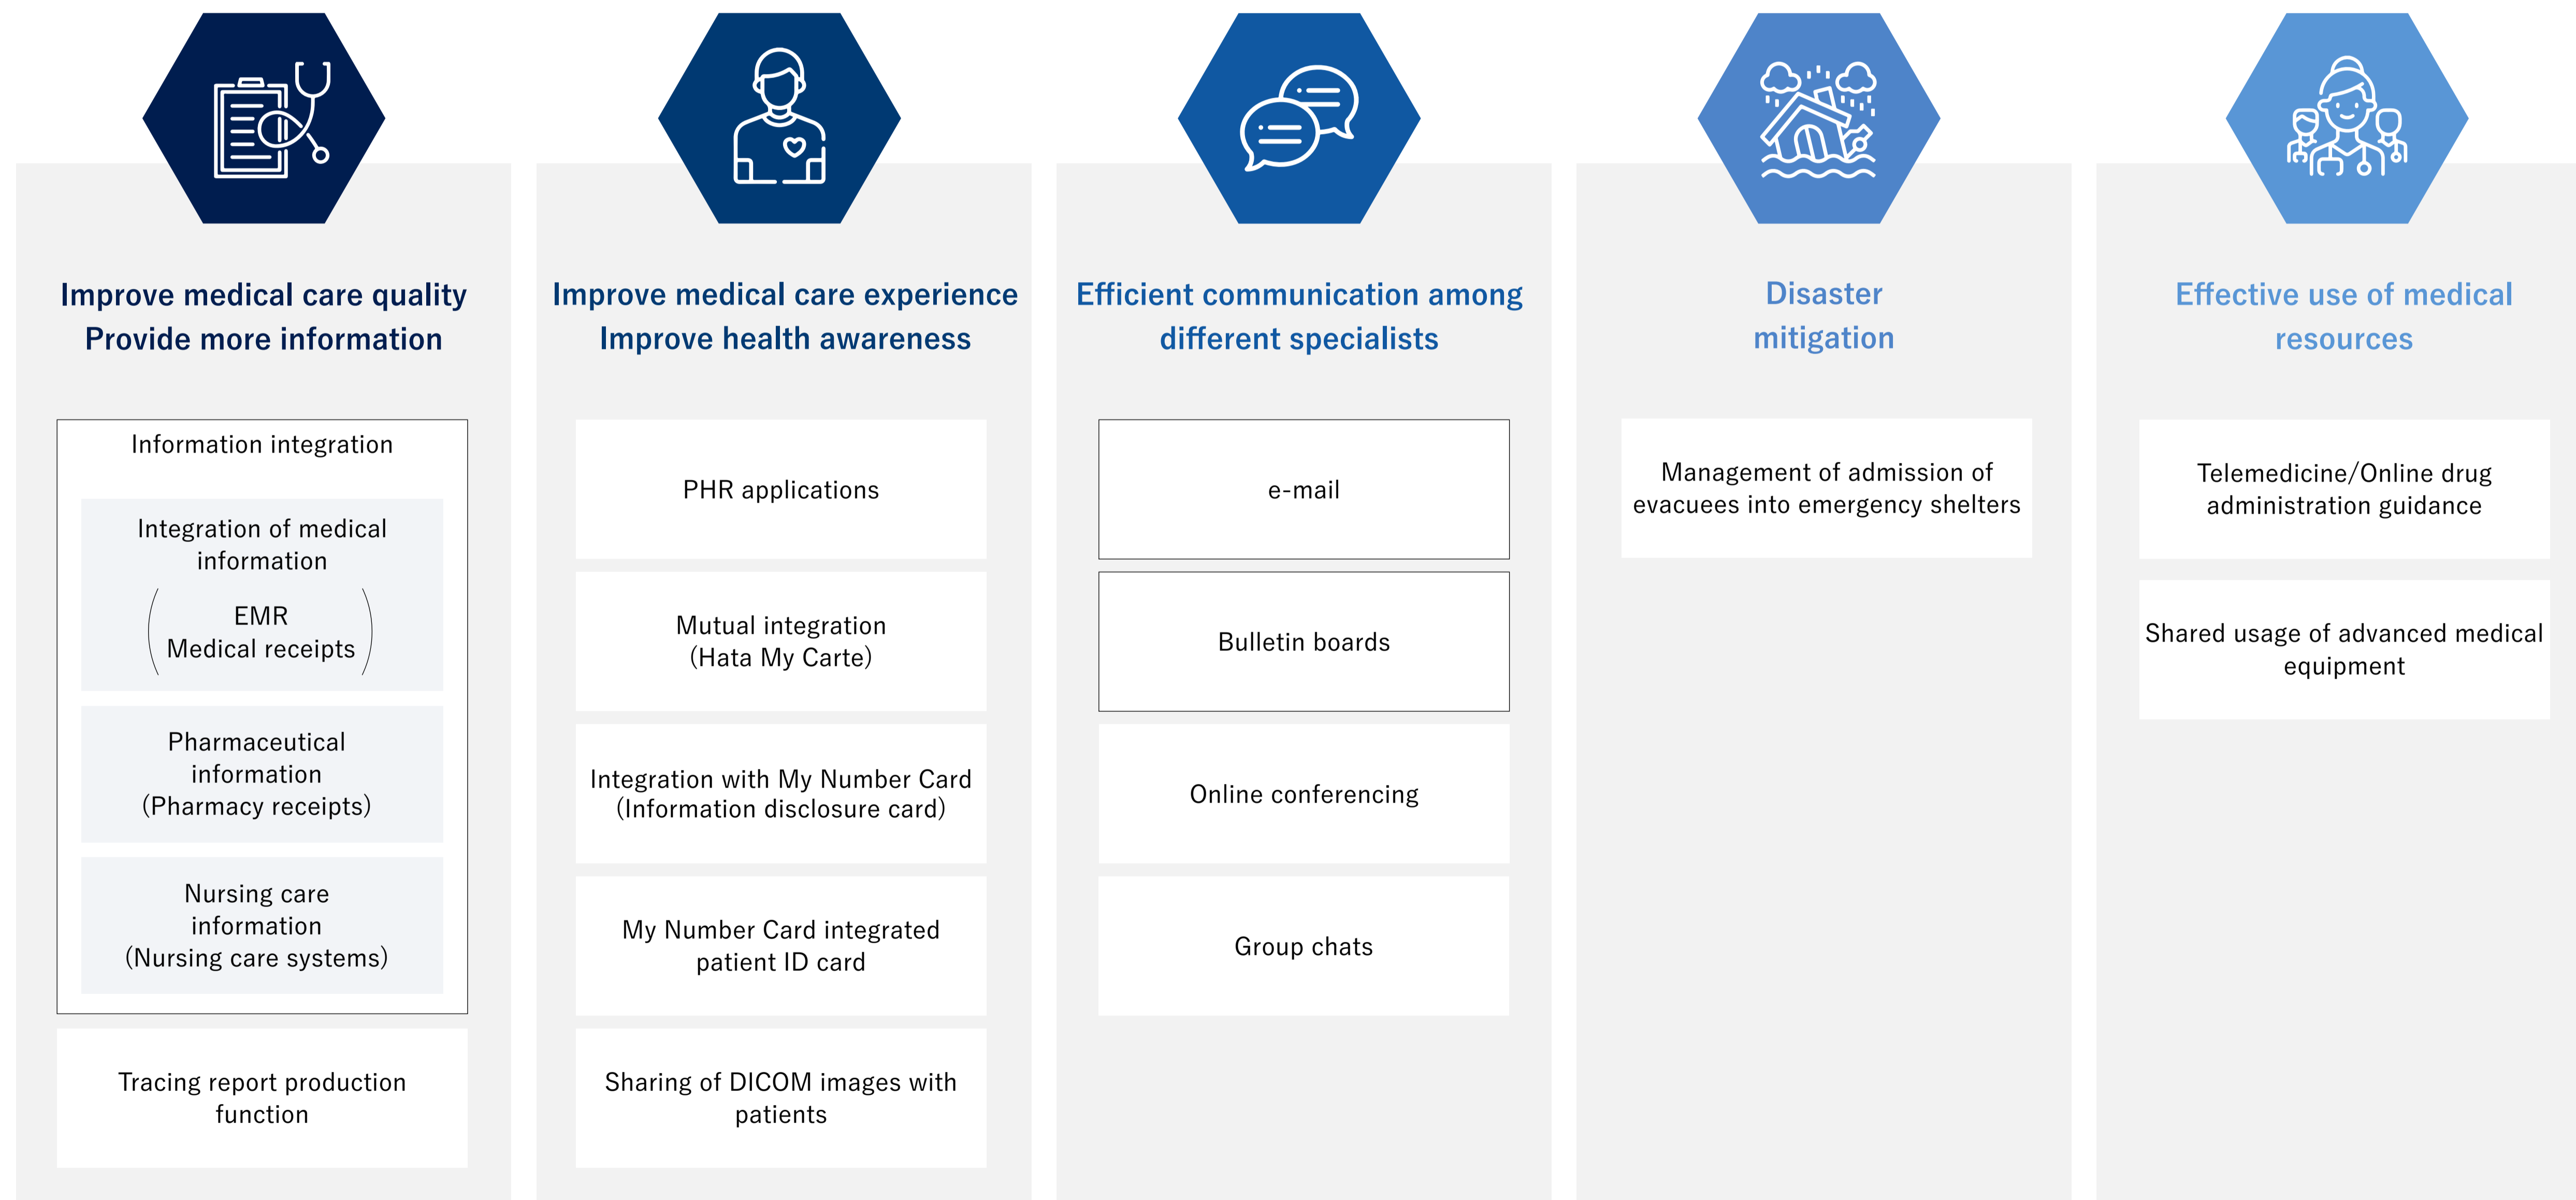 Improve medical care quality
Provide more information
Information integration
Integration of medical
information
EMR
Medical receipts
Pharmaceutical
information
(Pharmacy receipts)
Nursing care
information
(Nursing care systems)
Tracing report production
function
Improve medical care experience
Improve health awareness
PHR applications
Mutual integration
(Hata My Carte)
Integration with My Number Card
(Information disclosure card)
My Number Card integrated
patient ID card
Sharing of DICOM images with
patients
Efficient communication among
different specialists
e-mail
Bulletin boards
Online conferencing
Group chats
Disaster
mitigation
Management of admission of
evacuees into emergency shelters
Effective use of medical
resources
Telemedicine/Online drug
administration guidance
Shared usage of advanced medical
equipment